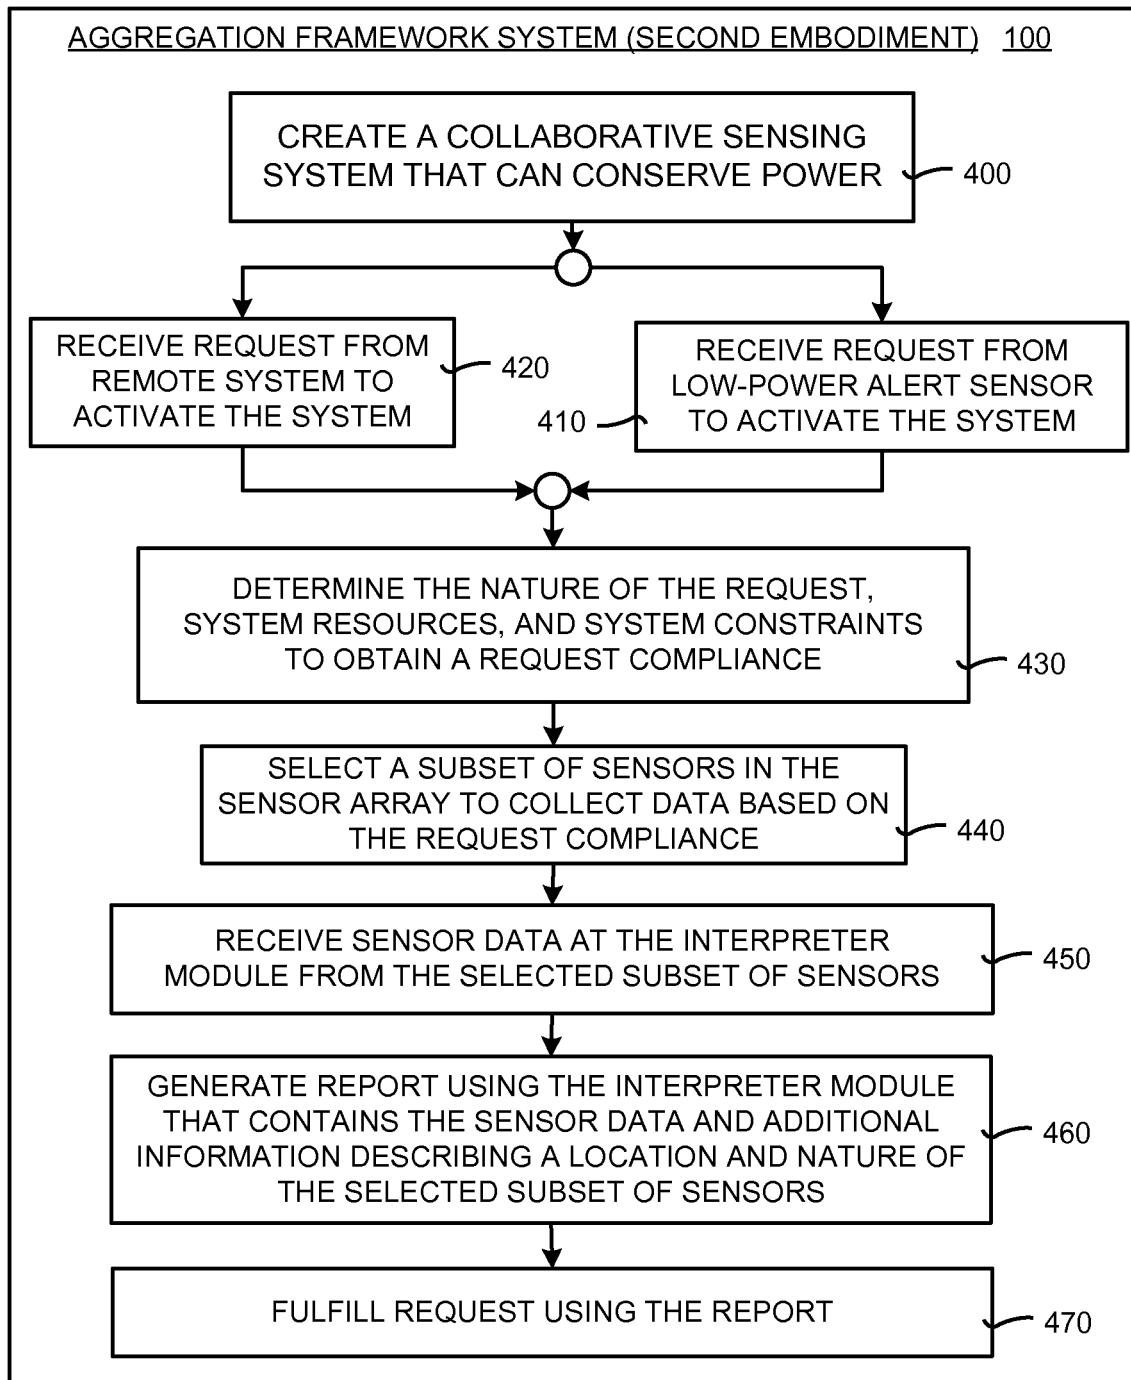 AGGREGATION FRAMEWORK SYSTEM (SECOND EMBODIMENT) 100
CREATE A COLLABORATIVE SENSING
SYSTEM THAT CAN CONSERVE POWER
400
RECEIVE REQUEST FROM
REMOTE SYSTEM TO
ACTIVATE THE SYSTEM
420
RECEIVE REQUEST FROM
LOW-POWER ALERT SENSOR
TO ACTIVATE THE SYSTEM
410
DETERMINE THE NATURE OF THE REQUEST,
SYSTEM RESOURCES, AND SYSTEM CONSTRAINTS
TO OBTAIN A REQUEST COMPLIANCE
430
SELECT A SUBSET OF SENSORS IN THE
SENSOR ARRAY TO COLLECT DATA BASED ON
THE REQUEST COMPLIANCE
440
RECEIVE SENSOR DATA AT THE INTERPRETER
MODULE FROM THE SELECTED SUBSET OF SENSORS
450
GENERATE REPORT USING THE INTERPRETER MODULE
THAT CONTAINS THE SENSOR DATA AND ADDITIONAL
INFORMATION DESCRIBING A LOCATION AND NATURE OF
THE SELECTED SUBSET OF SENSORS
460
FULFILL REQUEST USING THE REPORT
470